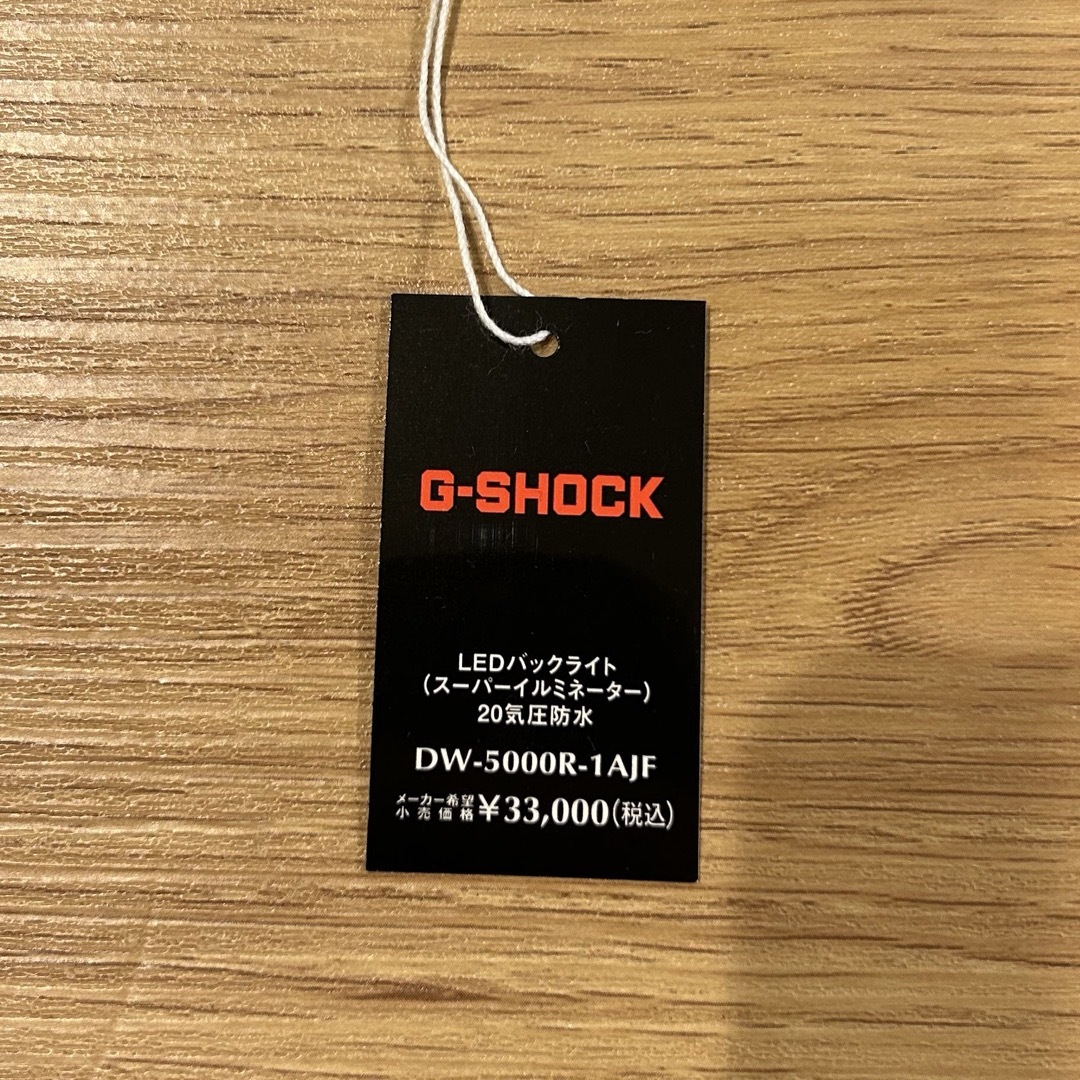 G-SHOCK
LEDバックライト
(スーパーイルミネーター)
20気圧防水
DW-5000R-1AJF
メーカー希望小売価格 ¥33,000(税込)